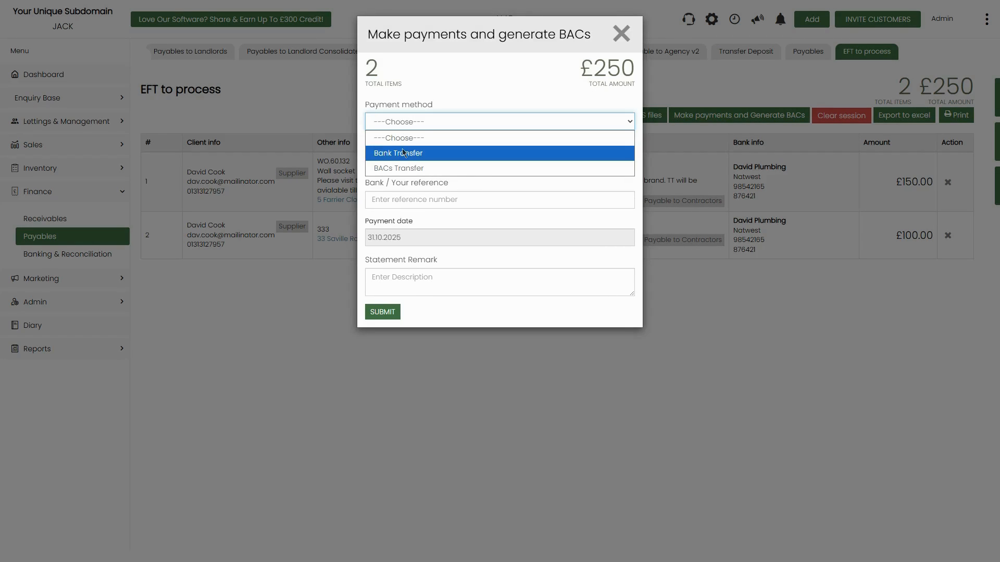 Your Unique Subdomain
JACK
Love Our Software? Share & Earn Up To £300 Credit!
Add
INVITE CUSTOMERS
Admin
Menu
Dashboard
Enquiry Base
Lettings & Management
Sales
Inventory
Finance
Receivables
Payables
Banking & Reconciliation
Marketing
Admin
Diary
Reports
Payables to Landlords
Payables to Landlord Consolidate
to Agency v2
Transfer Deposit
Payables
EFT to process
EFT to process
2
TOTAL ITEMS
£250
TOTAL AMOUNT
files
Make payments and Generate BACs
Clear session
Export to excel
Print
#
Client info
Other info
Bank info
Amount
Action
1
David Cook
dav.cook@mailinator.com
01313127957
Supplier
WO.60.132
Wall socket
Please visit
avialable till
5 Farrier Clo
brand. TT will be
Payable to Contractors
David Plumbing
Natwest
98542165
876421
£150.00
2
David Cook
dav.cook@mailinator.com
01313127957
Supplier
333
33 Saville Ro
Payable to Contractors
David Plumbing
Natwest
98542165
876421
£100.00
Make payments and generate BACs
2
TOTAL ITEMS
£250
TOTAL AMOUNT
Payment method
---Choose---
---Choose---
Bank Transfer
BACs Transfer
Bank / Your reference
Enter reference number
Payment date
31.10.2025
Statement Remark
Enter Description
SUBMIT